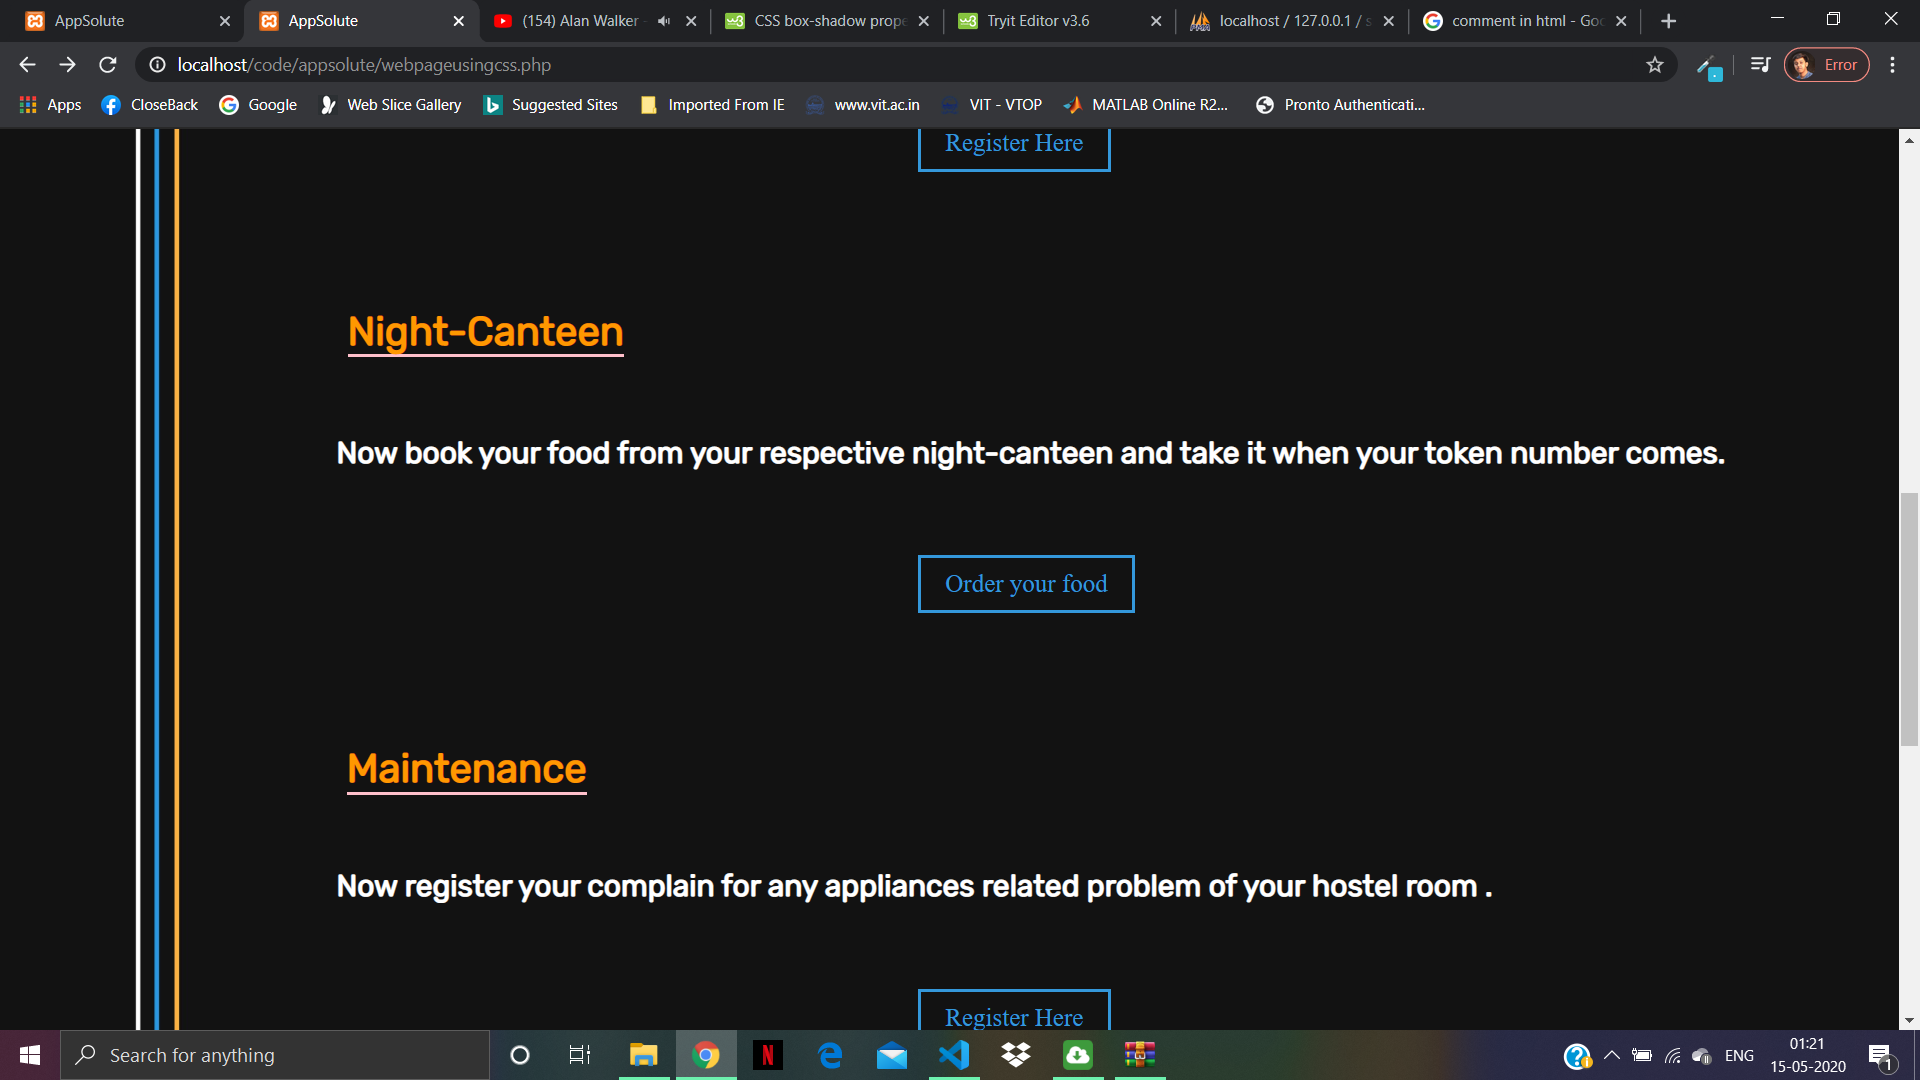 AppSolute
AppSolute
(154) Alan Walker -
CSS box-shadow prope
Tryit Editor v3.6
localhost / 127.0.0.1 / s
comment in html - Goo
localhost/code/appsolute/webpageusingcss.php
Error
Apps
CloseBack
Google
Web Slice Gallery
Suggested Sites
Imported From IE
www.vit.ac.in
VIT - VTOP
MATLAB Online R2...
Pronto Authenticati...
Register Here
Night-Canteen
Now book your food from your respective night-canteen and take it when your token number comes.
Order your food
Maintenance
Now register your complain for any appliances related problem of your hostel room .
Register Here
Search for anything
ENG
01:21
15-05-2020
1